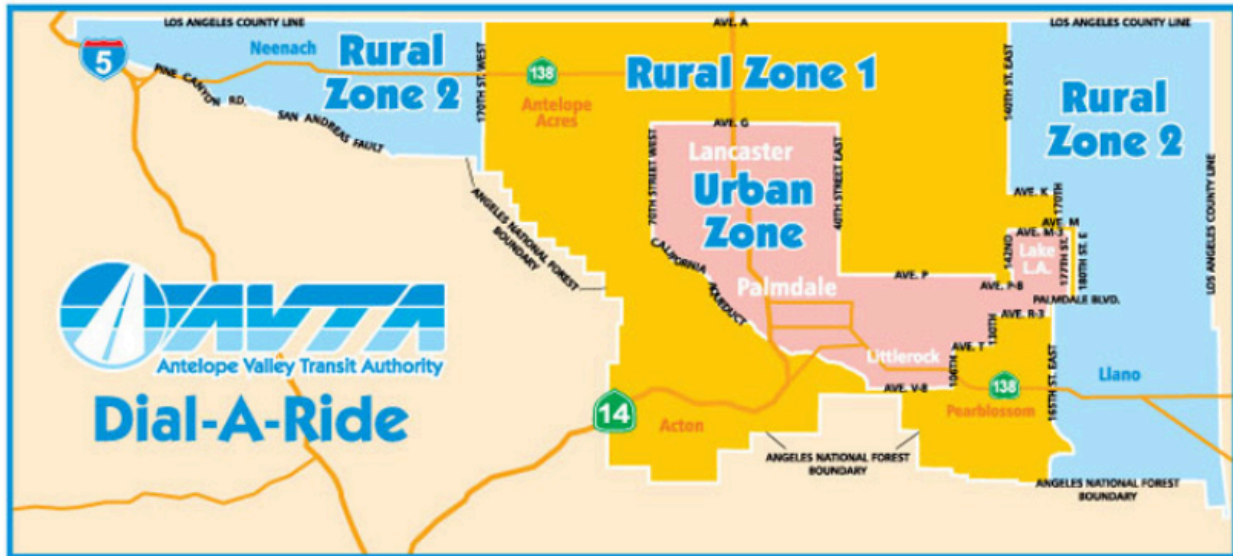 LOS ANGELES COUNTY LINE
AVE. A
LOS ANGELES COUNTY LINE
5
Neenach
Rural
Zone 2
PINE CANYON RD.
SAN ANDREAS FAULT
170TH ST. WEST
138
Antelope
Acres
Rural Zone 1
140TH ST. EAST
Rural
Zone 2
LOS ANGELES COUNTY LINE
AVE. G
Lancaster
Urban
Zone
70TH STREET WEST
40TH STREET EAST
ANGELES NATIONAL FOREST
BOUNDARY
CALIFORNIA AQUEDUCT
AVE. K
170TH
AVE. M
AVE. M-3
142ND
Lake
L.A.
177TH ST. E
180TH ST. E
AVE. P
AVE. P-8
PALMDALE BLVD.
Palmdale
AVE. R-3
130TH
AVE. T
Littlerock
106TH
AVE. V-8
138
Pearblossom
165TH ST. EAST
Llano
AVTA
Antelope Valley Transit Authority
Dial-A-Ride
14
Acton
ANGELES NATIONAL FOREST
BOUNDARY
ANGELES NATIONAL FOREST
BOUNDARY